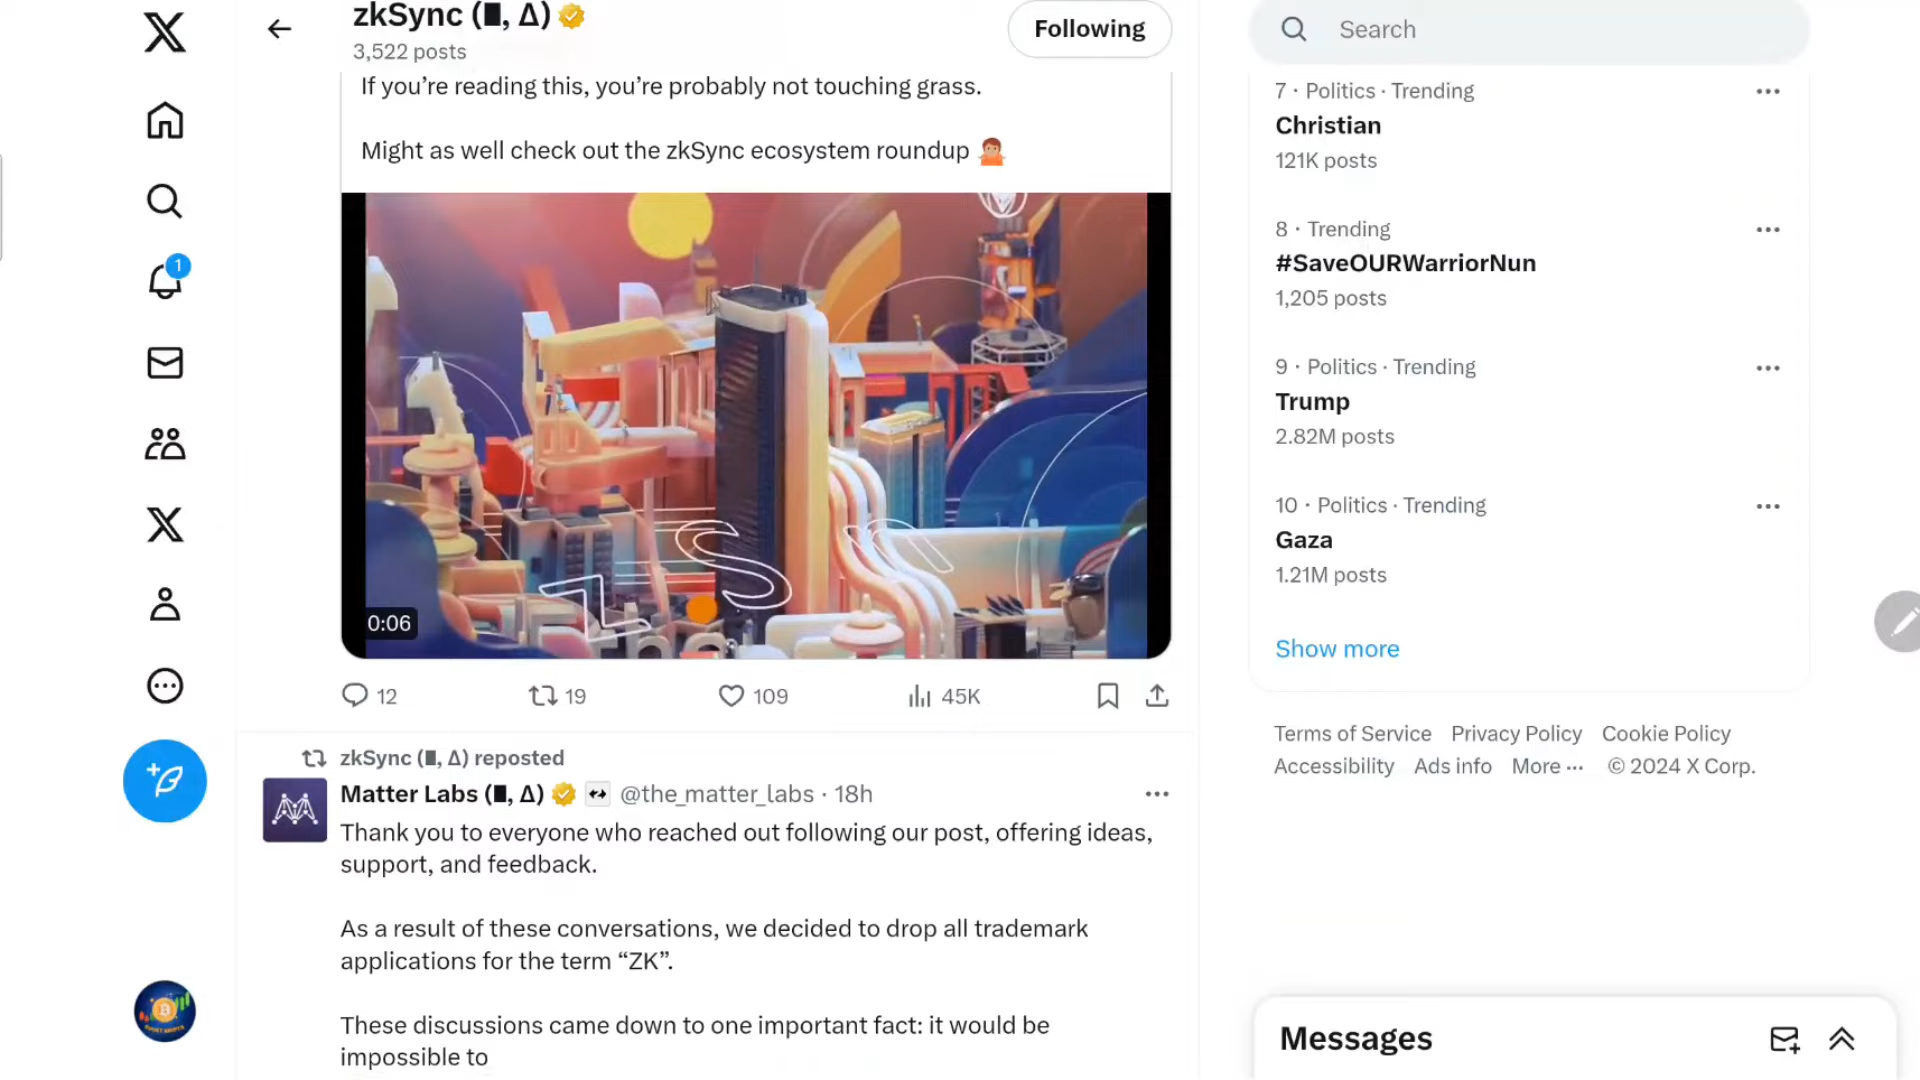 zkSync (∎, ∆)
3,522 posts
Following
Search
If you’re reading this, you’re probably not touching grass.
Might as well check out the zkSync ecosystem roundup
0:06
12
19
109
45K
zkSync (∎, ∆) reposted
Matter Labs (∎, ∆) @the_matter_labs · 18h
Thank you to everyone who reached out following our post, offering ideas,
support, and feedback.
As a result of these conversations, we decided to drop all trademark
applications for the term “ZK”.
These discussions came down to one important fact: it would be
impossible to
1
7 · Politics · Trending
Christian
121K posts
8 · Trending
#SaveOURWarriorNun
1,205 posts
9 · Politics · Trending
Trump
2.82M posts
10 · Politics · Trending
Gaza
1.21M posts
Show more
Terms of Service Privacy Policy Cookie Policy
Accessibility Ads info More ··· © 2024 X Corp.
Messages